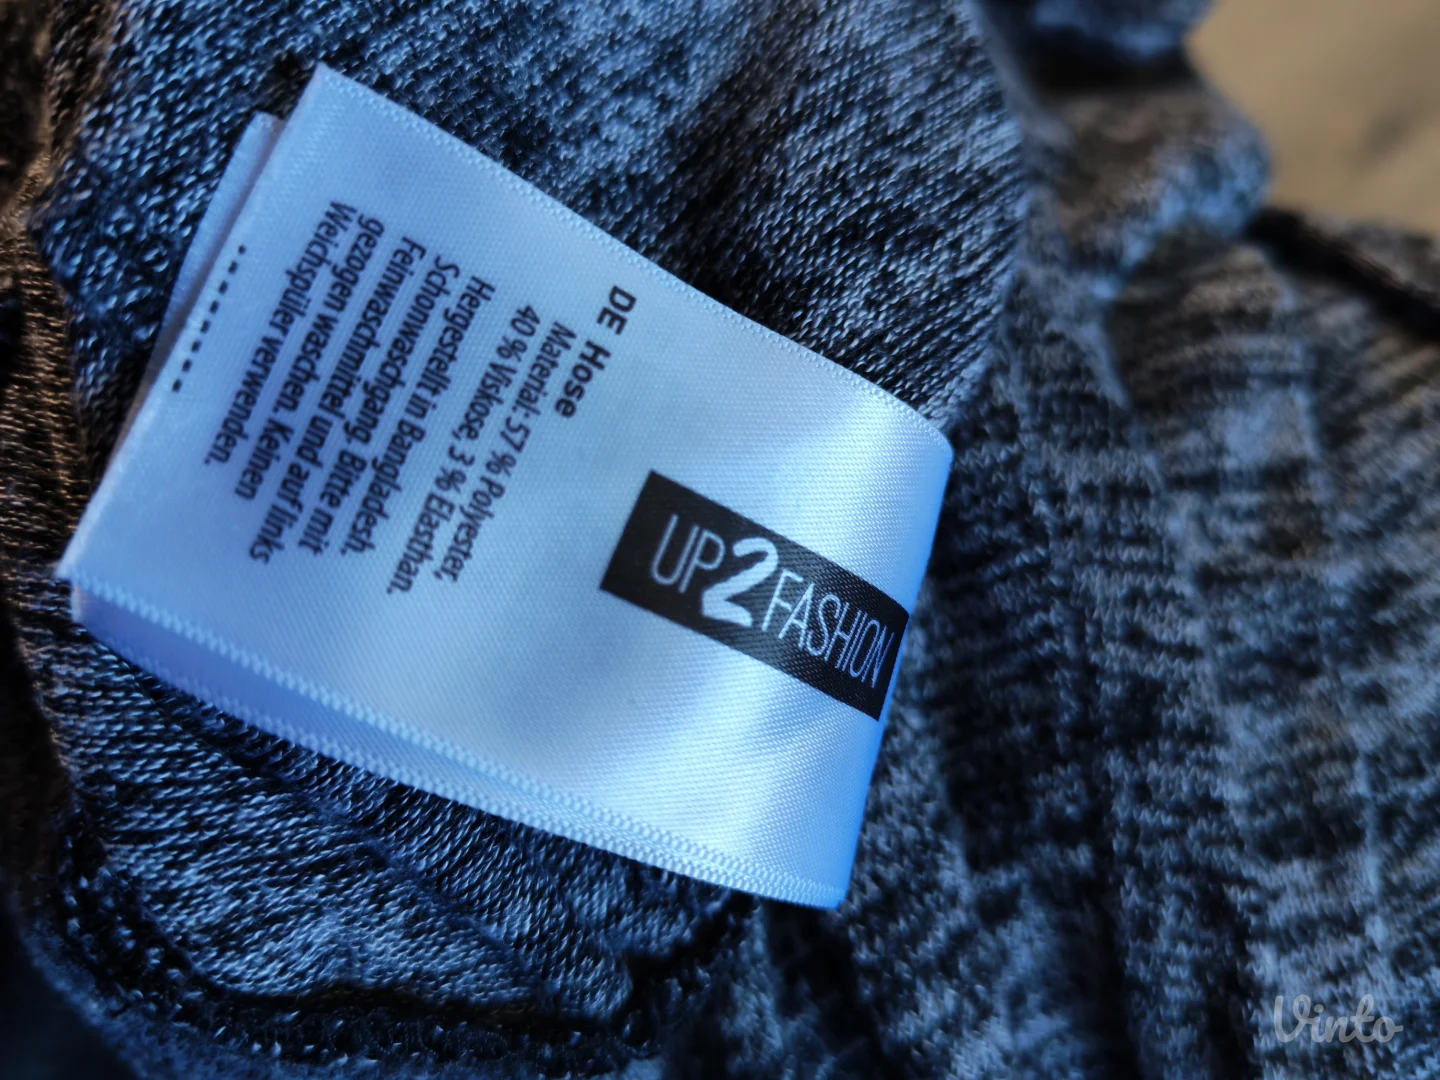 UP2FASHION
DE Hose
Material: 57 % Polyester,
40 % Viskose, 3 % Elasthan.
Hergestellt in Bangladesh.
Schonwaschgang. Bitte mit
Feinwaschmittel und auf links
gezogen waschen. Keinen
Weichspüler verwenden.
Vinto